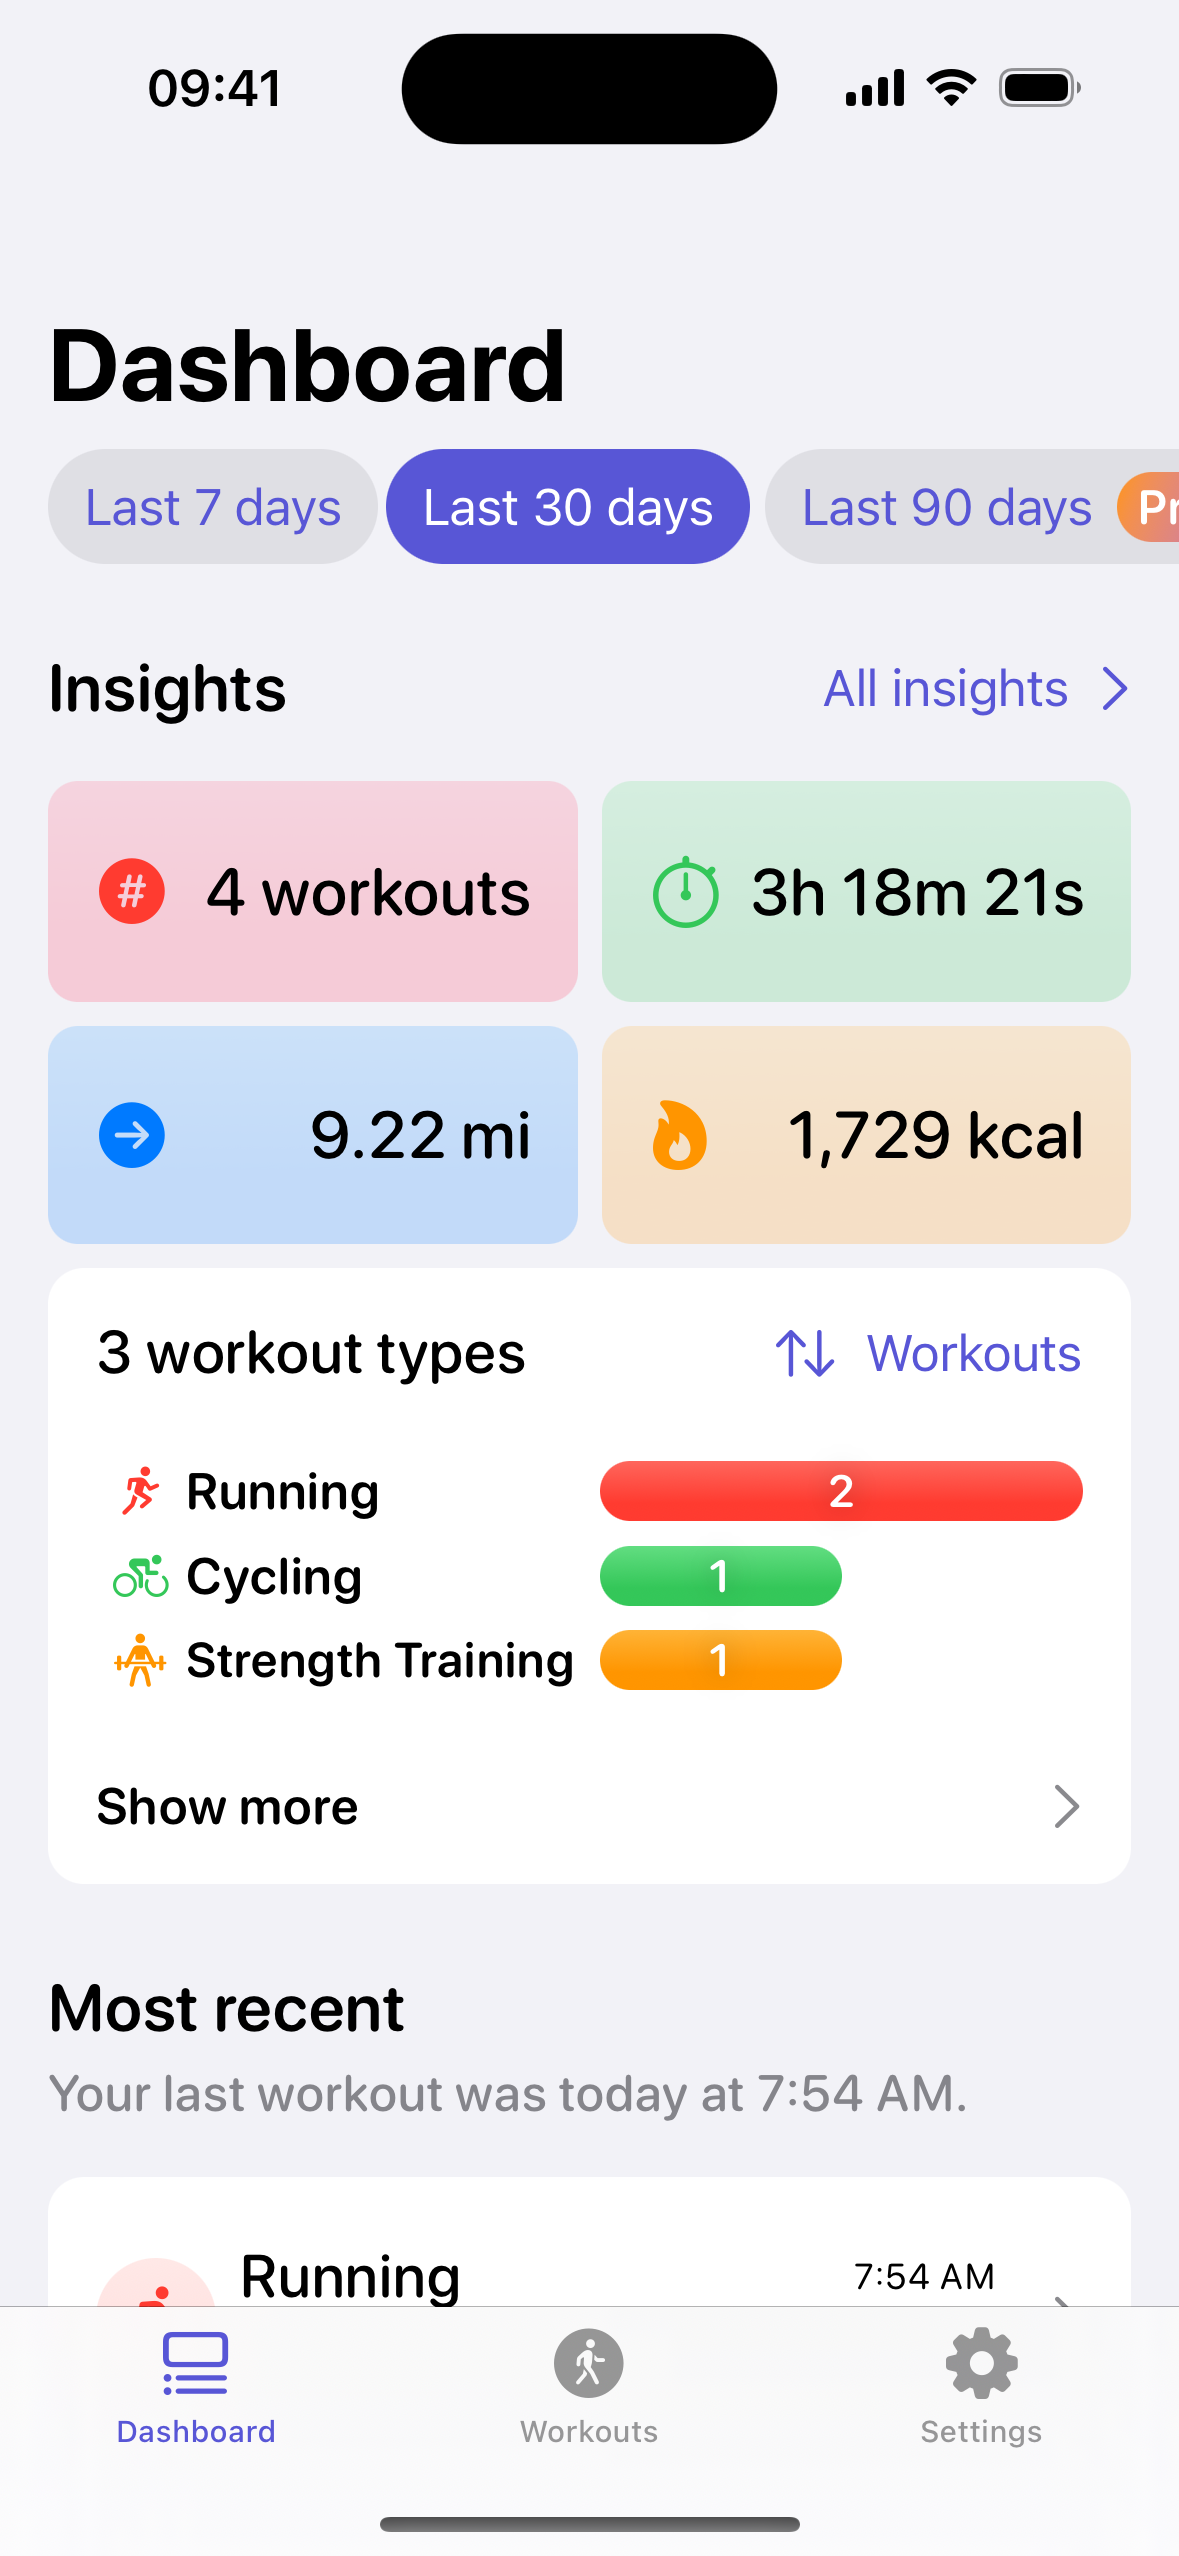 09:41
Dashboard
Last 7 days
Last 30 days
Last 90 days
Insights
All insights
# 4 workouts
3h 18m 21s
9.22 mi
1,729 kcal
3 workout types
Workouts
Running
2
Cycling
1
Strength Training
1
Show more
Most recent
Your last workout was today at 7:54 AM.
Running
7:54 AM
Dashboard
Workouts
Settings